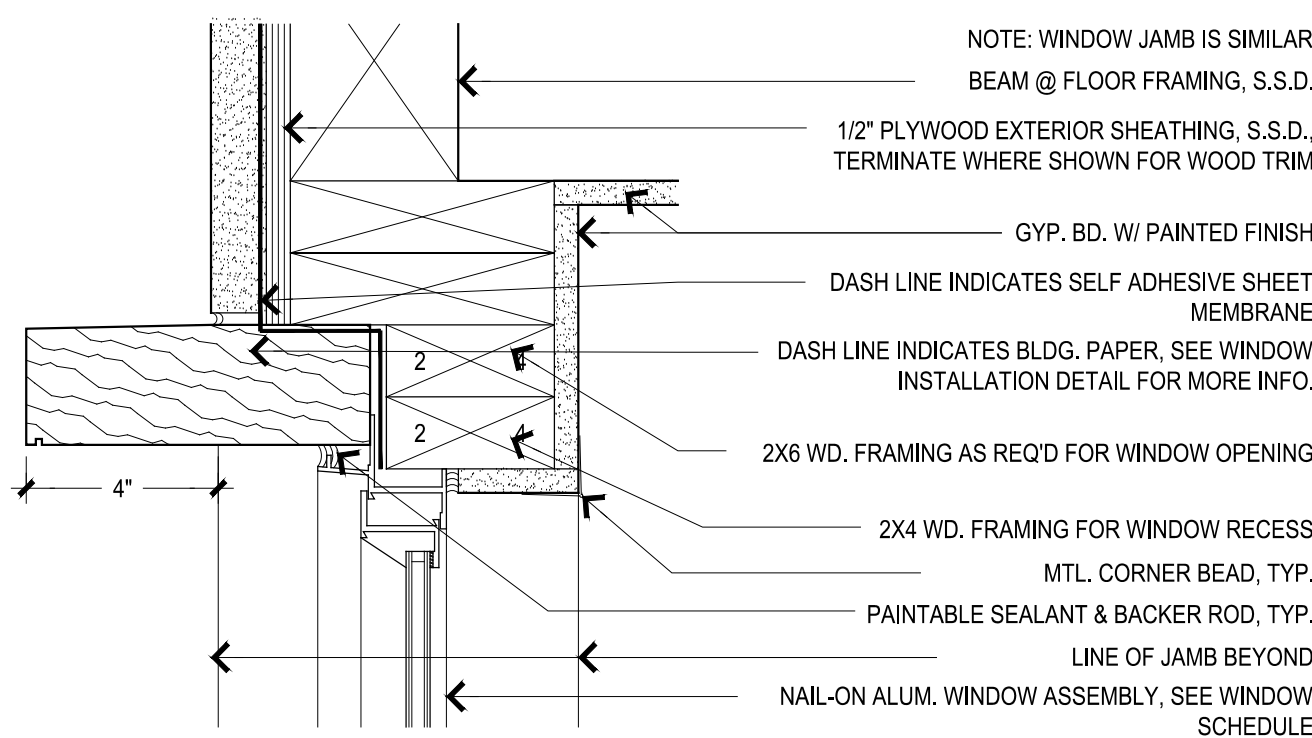 NOTE: WINDOW JAMB IS SIMILAR
BEAM @ FLOOR FRAMING, S.S.D.
1/2" PLYWOOD EXTERIOR SHEATHING, S.S.D.,
TERMINATE WHERE SHOWN FOR WOOD TRIM
GYP. BD. W/ PAINTED FINISH
DASH LINE INDICATES SELF ADHESIVE SHEET
MEMBRANE
DASH LINE INDICATES BLDG. PAPER, SEE WINDOW
INSTALLATION DETAIL FOR MORE INFO.
2 4
2 4
2X6 WD. FRAMING AS REQ'D FOR WINDOW OPENING
4"
2X4 WD. FRAMING FOR WINDOW RECESS
MTL. CORNER BEAD, TYP.
PAINTABLE SEALANT & BACKER ROD, TYP.
LINE OF JAMB BEYOND
NAIL-ON ALUM. WINDOW ASSEMBLY, SEE WINDOW
SCHEDULE